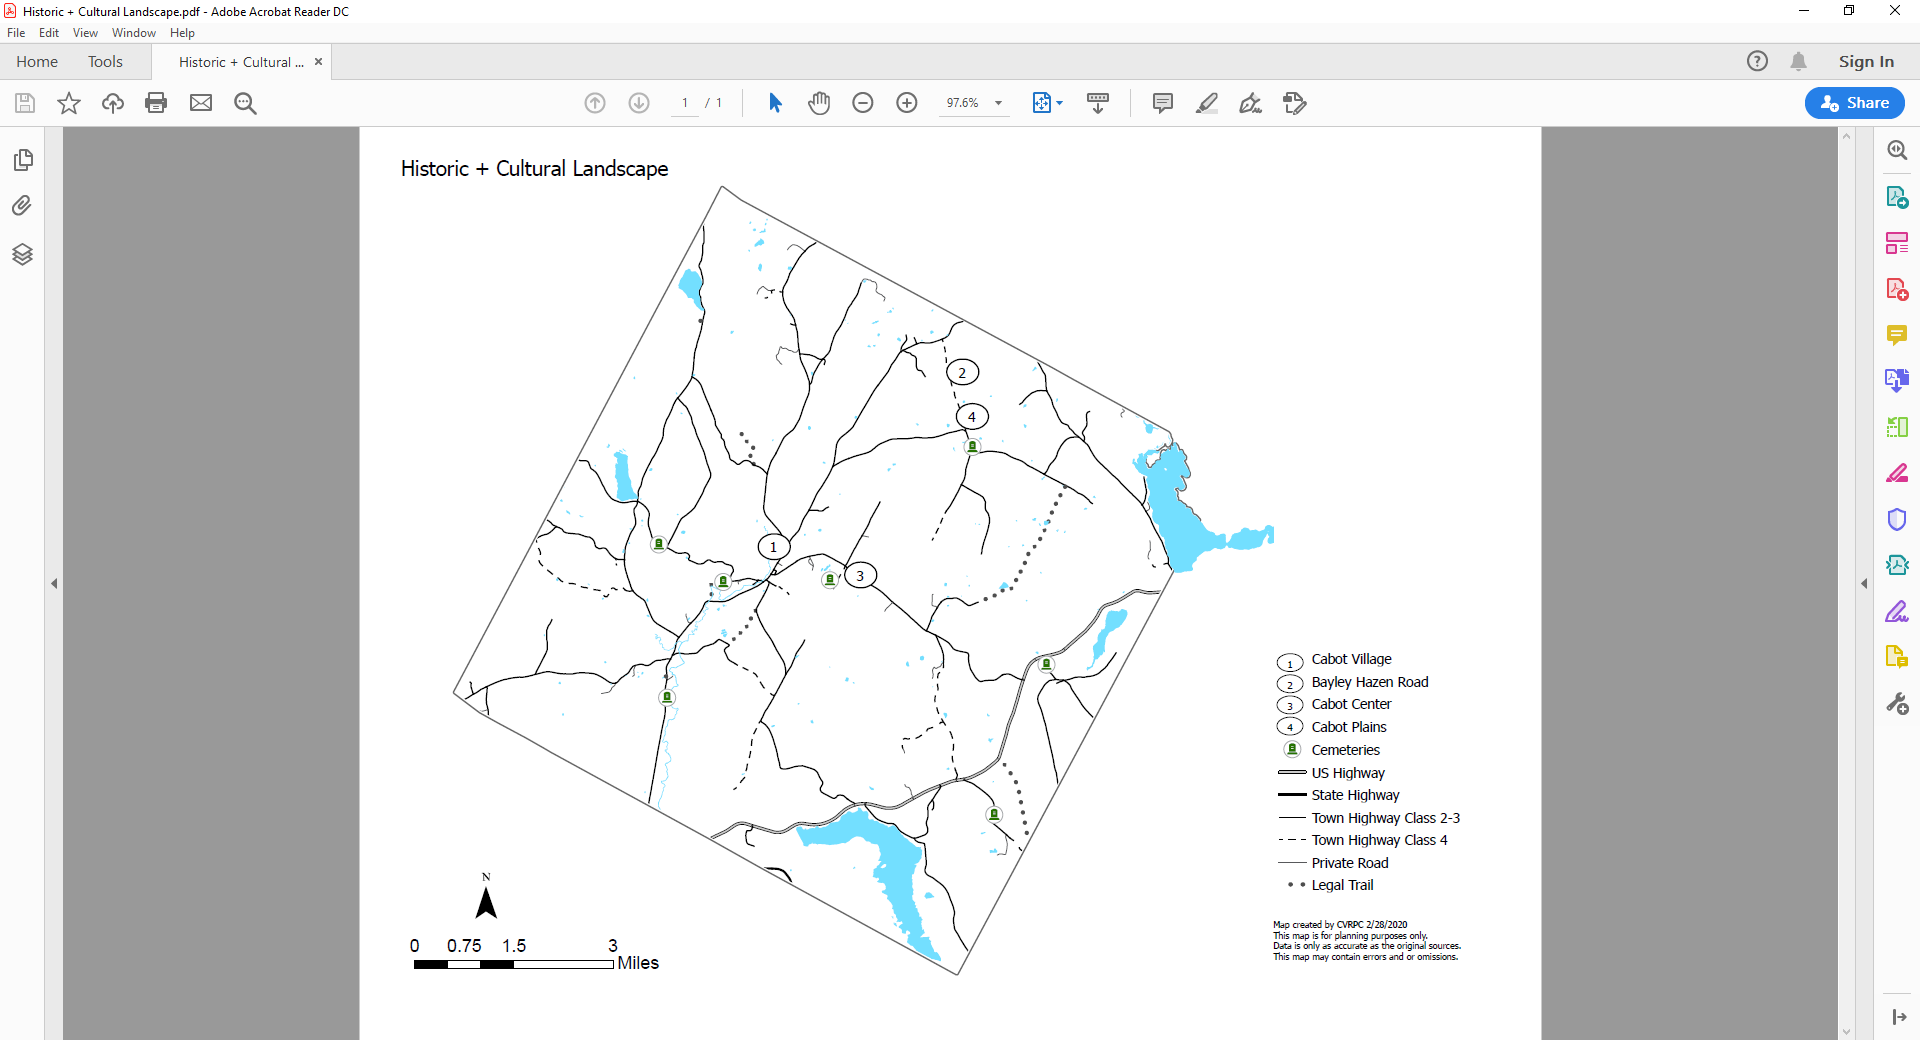 Historic + Cultural Landscape.pdf - Adobe Acrobat Reader DC
File Edit View Window Help
Home Tools Historic + Cultural ... Sign In
1 / 1 97.6% Share
Historic + Cultural Landscape
2
4
1
3
1 Cabot Village
2 Bayley Hazen Road
3 Cabot Center
4 Cabot Plains
Cemeteries
US Highway
State Highway
Town Highway Class 2-3
Town Highway Class 4
Private Road
Legal Trail
N
0 0.75 1.5 3
Miles
Map created by CVRPC 2/28/2020
This map is for planning purposes only.
Data is only as accurate as the original sources.
This map may contain errors and or omissions.